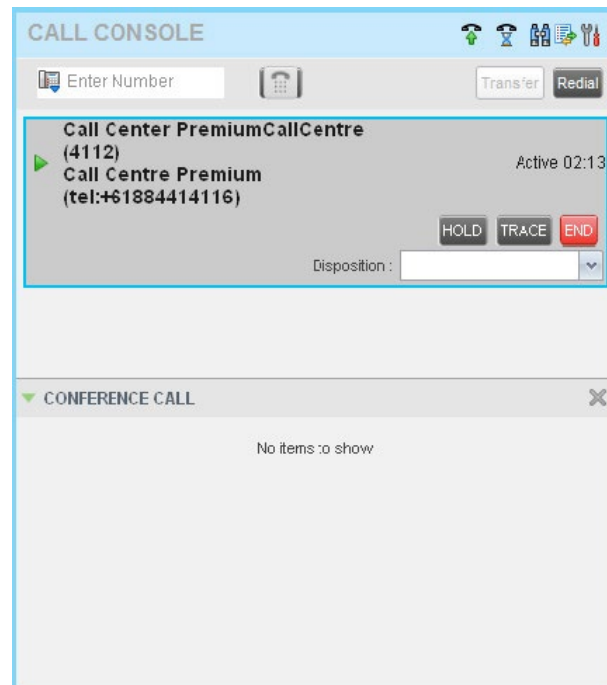 CALL CONSOLE
Enter Number
Transfer
Redial
Call Center PremiumCallCentre
(4112)
Call Centre Premium
(tel:+61884414116)
Active 02:13
HOLD
TRACE
END
Disposition :
CONFERENCE CALL
No items to show